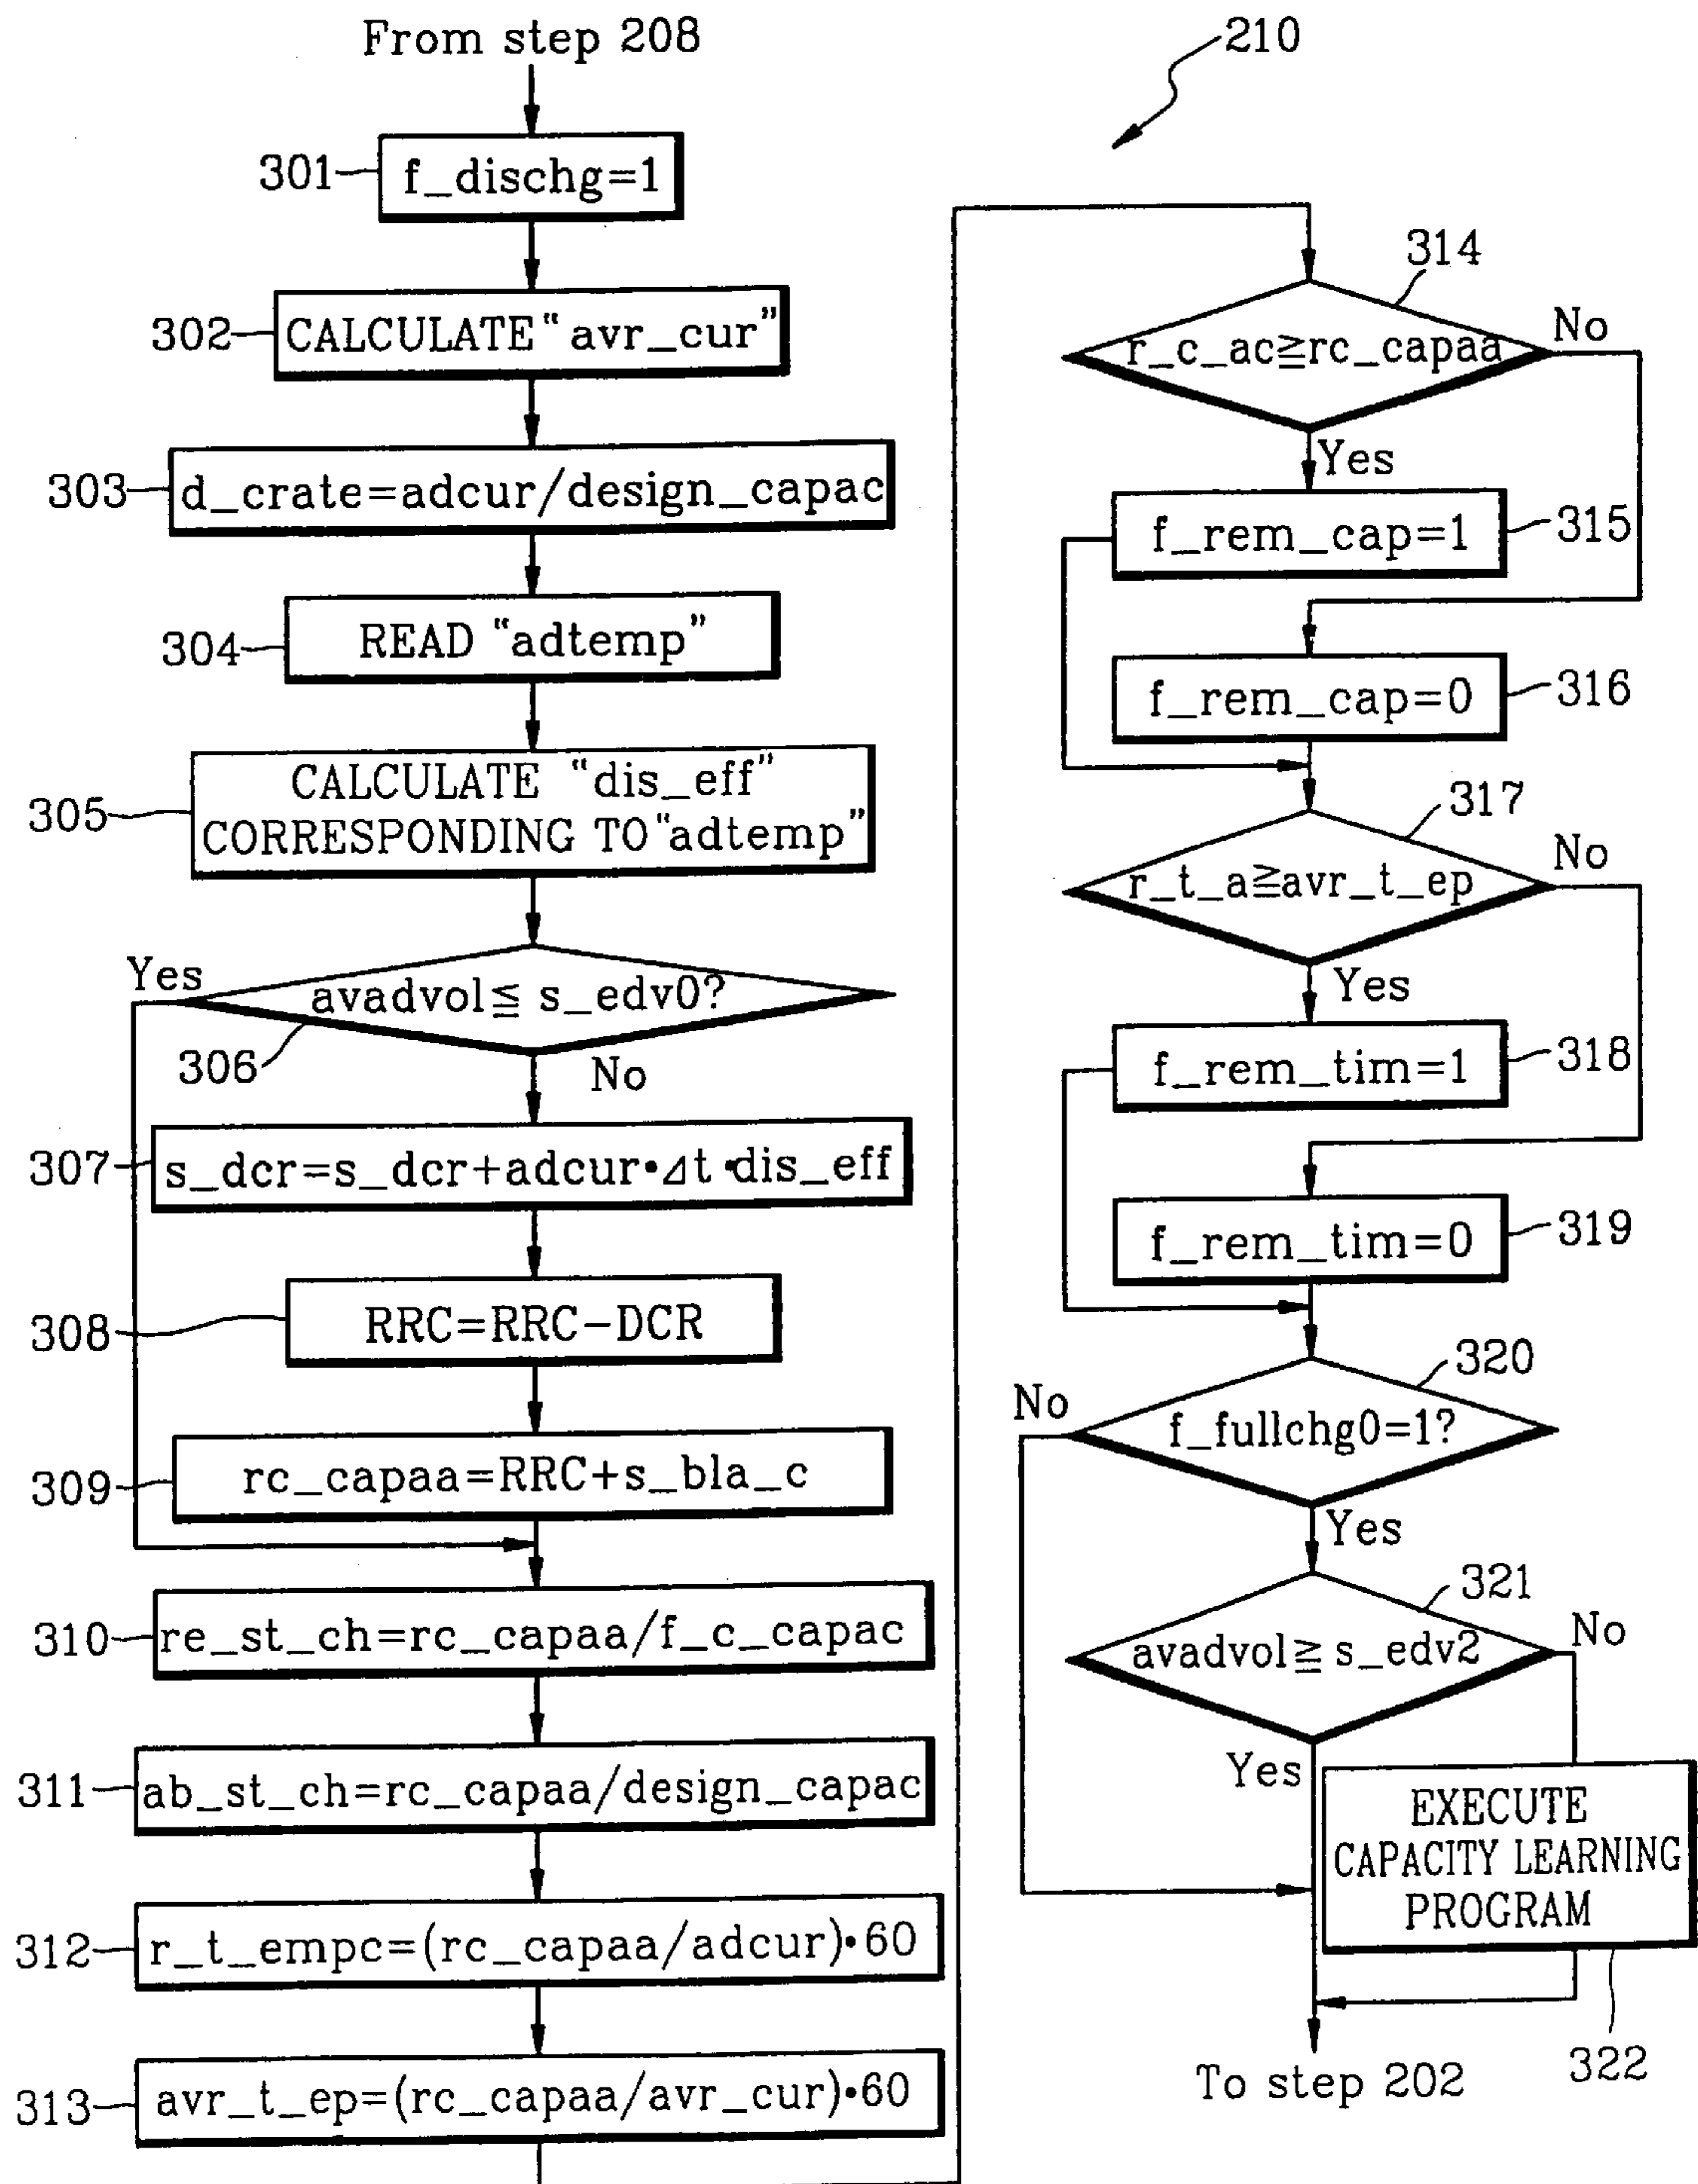 From step 208
210
301
f_dischg=1
302
CALCULATE "avr_cur"
303
d_crate=adcur/design_capac
304
READ "adtemp"
305
CALCULATE "dis_eff"
CORRESPONDING TO "adtemp"
Yes
avadvol≦ s_edv0?
306
No
307
s_dcr=s_dcr+adcur•⊿t•dis_eff
308
RRC=RRC-DCR
309
rc_capaa=RRC+s_bla_c
310
re_st_ch=rc_capaa/f_c_capac
311
ab_st_ch=rc_capaa/design_capac
312
r_t_empc=(rc_capaa/adcur)•60
313
avr_t_ep=(rc_capaa/avr_cur)•60
314
r_c_ac≧rc_capaa
No
Yes
f_rem_cap=1
315
f_rem_cap=0
316
317
r_t_a≧avr_t_ep
No
Yes
f_rem_tim=1
318
f_rem_tim=0
319
320
No
f_fullchg0=1?
Yes
321
avadvol≧ s_edv2
No
Yes
EXECUTE
CAPACITY LEARNING
PROGRAM
322
To step 202